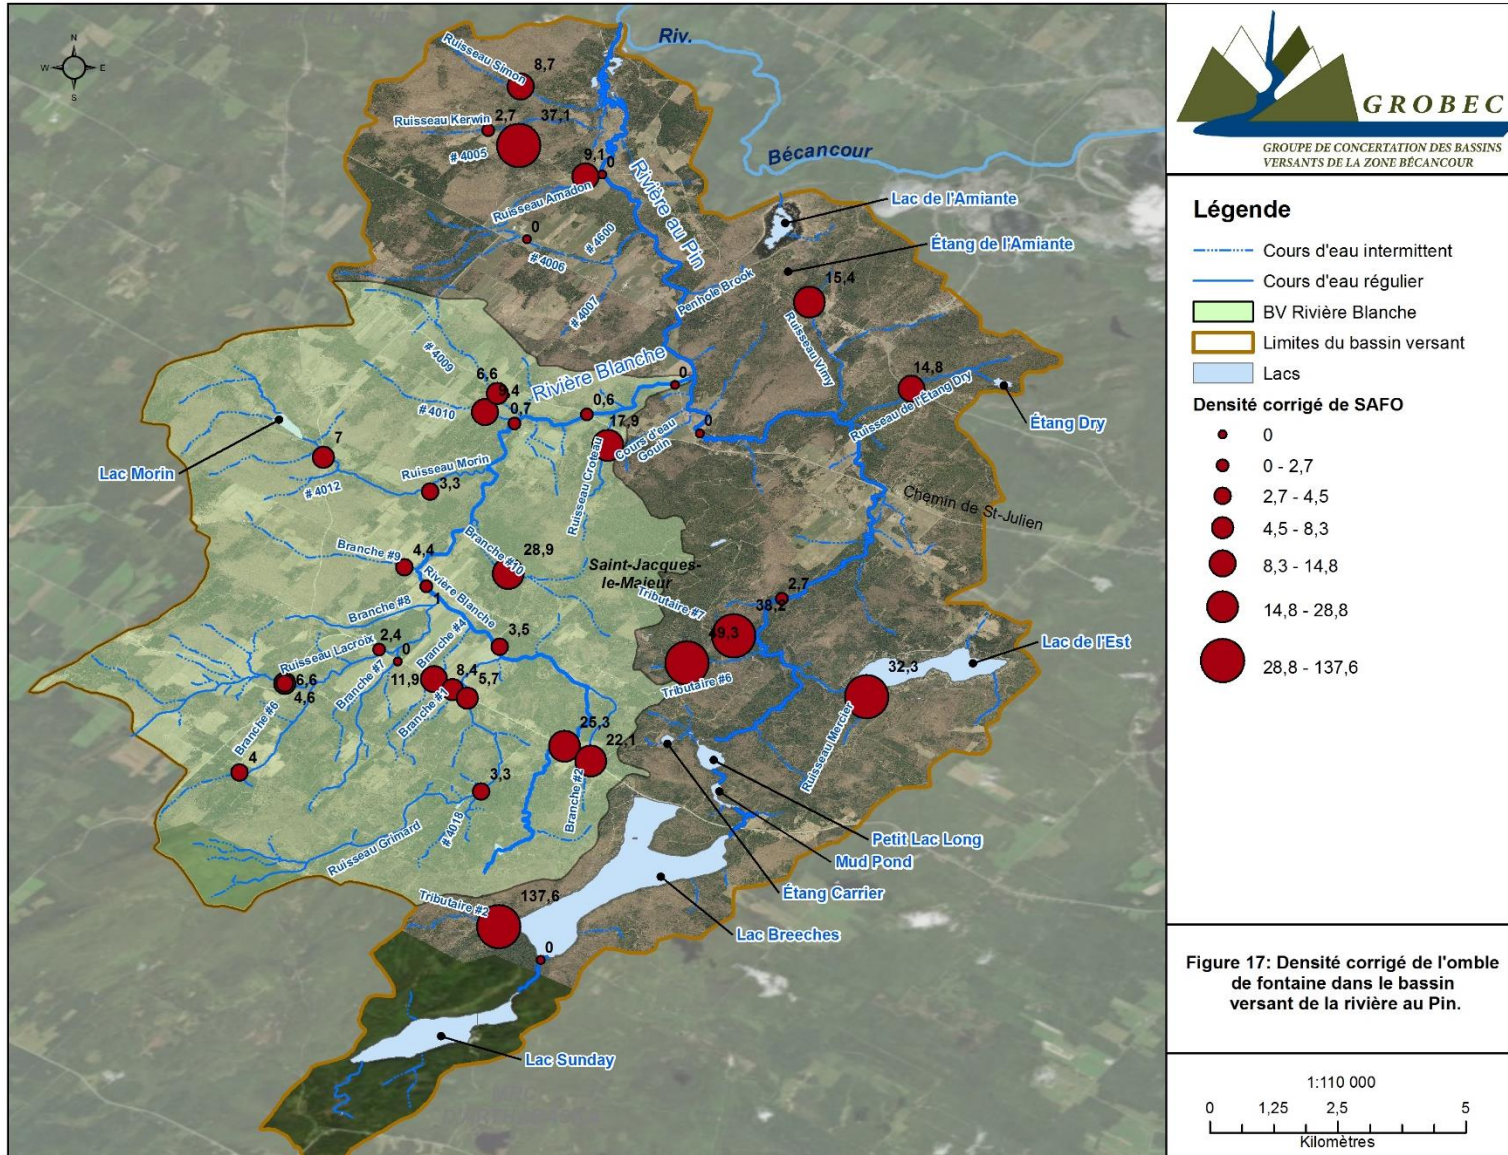 N
W E
S
Ruisseau Simon
8,7
Riv.
Bécancour
Ruisseau Kerwin
2,7
37,1
# 4005
9,1
0
Ruisseau Amadon
Rivière au Pin
0
# 4600
# 4006
# 4007
Lac de l'Amiante
Étang de l'Amiante
Penhole Brook
15,4
Ruisseau Vimy
14,8
Ruisseau de l'Étang Dry
Étang Dry
# 4009
Rivière Blanche
0
6,6
9,4
# 4010
0,7
0,6
17,9
Cours d'eau
Gouin
0
Lac Morin
7
Ruisseau Morin
# 4012
3,3
Ruisseau Croteau
Chemin de St-Julien
Branche #9
4,4
Branche #10
28,9
Saint-Jacques-
le-Majeur
Rivière Blanche
1
Branche #8
2,7
Tributaire #7
38,2
Branche #4
3,5
49,3
Ruisseau Lacroix
2,4
0
Branche #7
Lac de l'Est
32,3
6,6
4,6
11,9
8,4
5,7
Tributaire #6
Branche #6
Branche #1
Ruisseau Mercier
25,3
22,1
4
3,3
Branche #2
# 4018
Ruisseau Grimard
Petit Lac Long
Mud Pond
Étang Carrier
Tributaire #2
137,6
Lac Breeches
0
Lac Sunday
GROBEC
GROUPE DE CONCERTATION DES BASSINS
VERSANTS DE LA ZONE BÉCANCOUR
Légende
Cours d'eau intermittent
Cours d'eau régulier
BV Rivière Blanche
Limites du bassin versant
Lacs
Densité corrigé de SAFO
0
0 - 2,7
2,7 - 4,5
4,5 - 8,3
8,3 - 14,8
14,8 - 28,8
28,8 - 137,6
Figure 17: Densité corrigé de l'omble
de fontaine dans le bassin
versant de la rivière au Pin.
1:110 000
0 1,25 2,5 5
Kilomètres